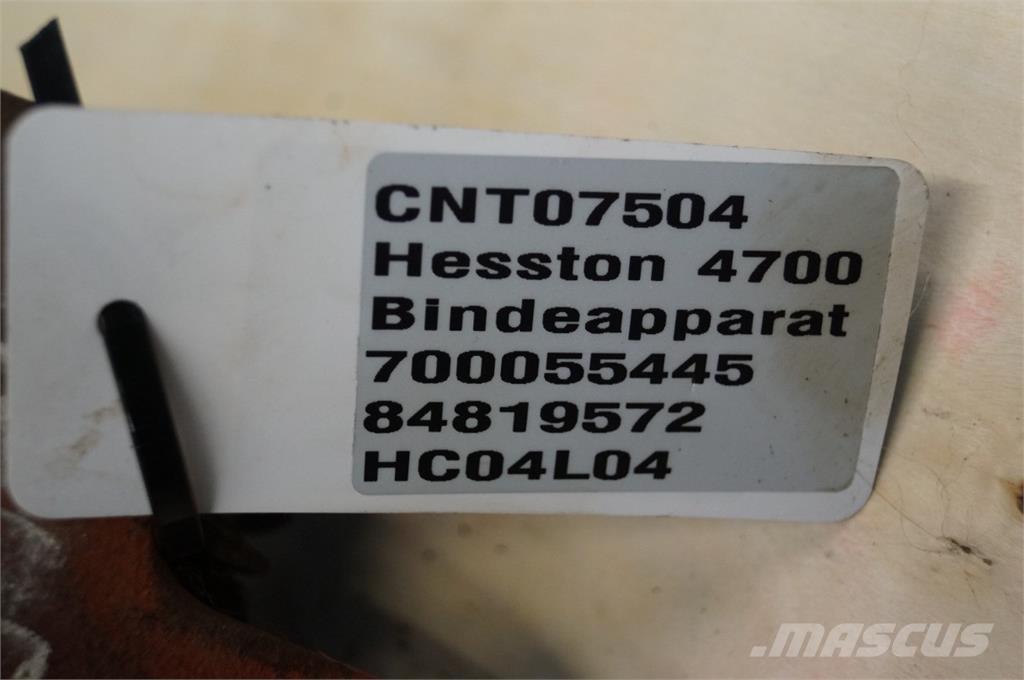 CNT07504
Hesston 4700
Bindeapparat
700055445
84819572
HC04L04
.MASCUS